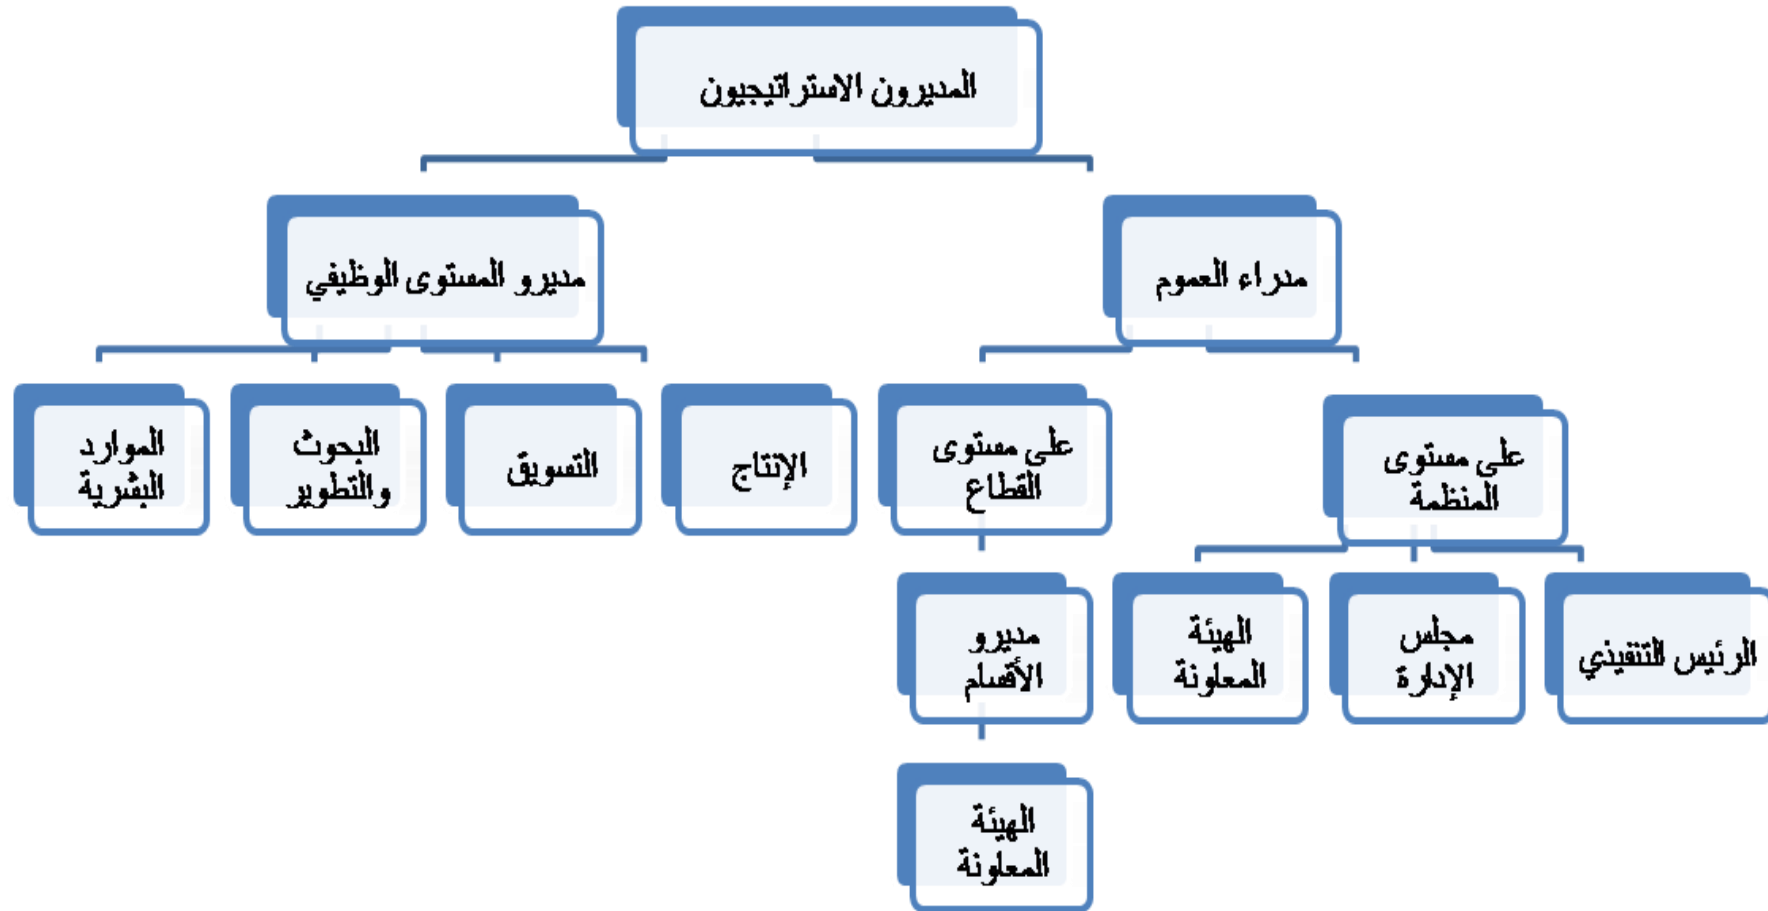 المديرون الاستراتيجيون
مدراء العموم
مديرو المستوى الوظيفي
على مستوى
المنظمة
على مستوى
القطاع
الإنتاج
التسويق
البحوث
والتطوير
الموارد
البشرية
الرئيس التنفيذي
مجلس
الإدارة
الهيئة
المعاونة
مديرو
الأقسام
الهيئة
المعاونة